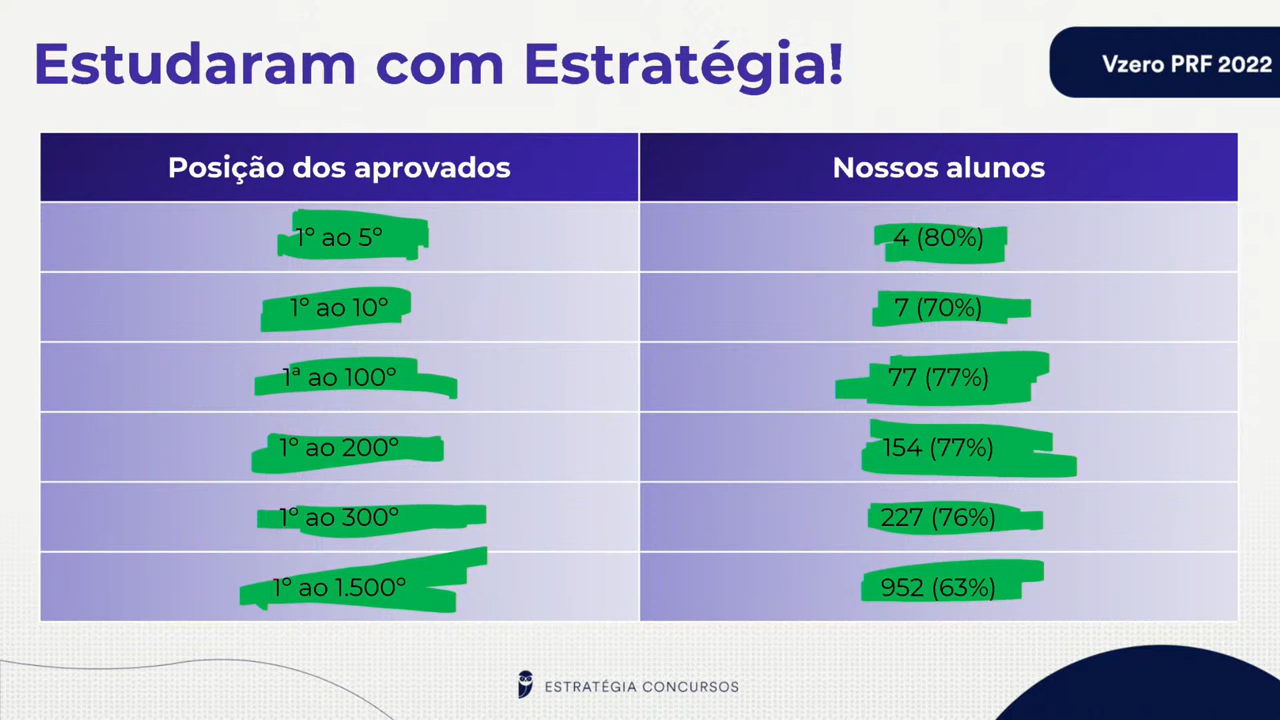 Estudaram com Estratégia!
Vzero PRF 2022
Posição dos aprovados
Nossos alunos
1º ao 5º
4 (80%)
1º ao 10º
7 (70%)
1ª ao 100º
77 (77%)
1º ao 200º
154 (77%)
1º ao 300º
227 (76%)
1º ao 1.500º
952 (63%)
ESTRATÉGIA CONCURSOS